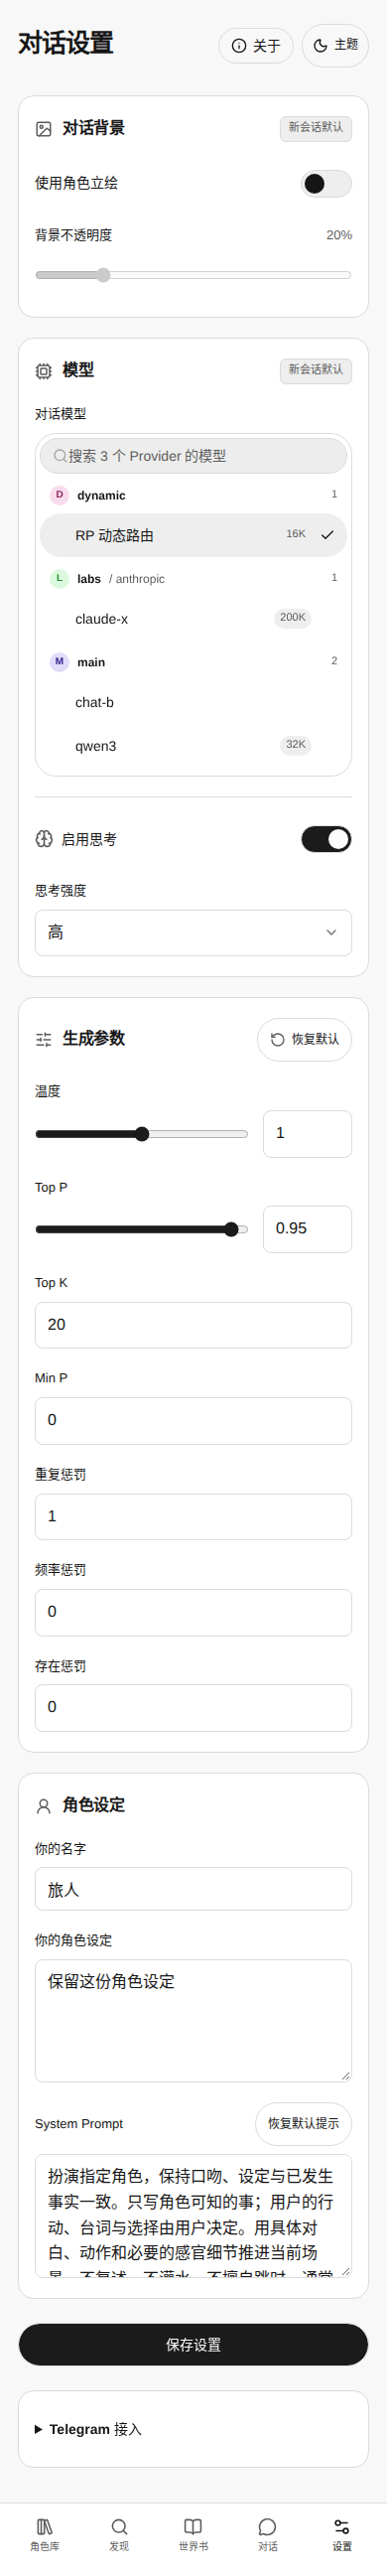 对话设置
关于
主题
对话背景
新会话默认
使用角色立绘
背景不透明度
20%
模型
新会话默认
对话模型
搜索 3 个 Provider 的模型
D dynamic 1
RP 动态路由 16K
L labs / anthropic 1
claude-x 200K
M main 2
chat-b
qwen3 32K
启用思考
思考强度
高
生成参数
恢复默认
温度
1
Top P
0.95
Top K
20
Min P
0
重复惩罚
1
频率惩罚
0
存在惩罚
0
角色设定
你的名字
旅人
你的角色设定
保留这份角色设定
System Prompt
恢复默认提示
扮演指定角色，保持口吻、设定与已发生
事实一致。只写角色可知的事；用户的行
动、台词与选择由用户决定。用具体对
白、动作和必要的感官细节推进当前场
保存设置
Telegram 接入
角色库
发现
世界书
对话
设置